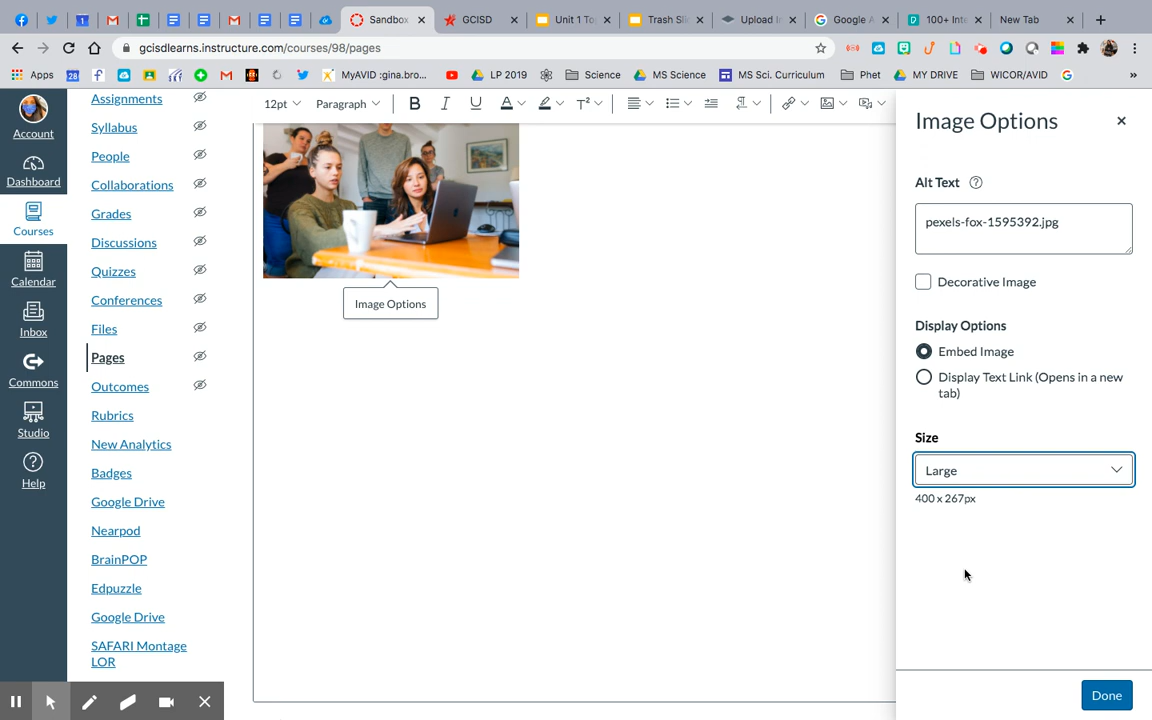 Sandbox
GCISD
Unit 1 To
Trash Sli
Upload In
Google A
100+ Inte
New Tab
gcisdlearns.instructure.com/courses/98/pages
Apps
28
MyAVID :gina.bro...
LP 2019
Science
MS Science
MS Sci. Curriculum
Phet
MY DRIVE
WICOR/AVID
»
Account
Dashboard
Courses
Calendar
Inbox
Commons
Studio
Help
Assignments
Syllabus
People
Collaborations
Grades
Discussions
Quizzes
Conferences
Files
Pages
Outcomes
Rubrics
New Analytics
Badges
Google Drive
Nearpod
BrainPOP
Edpuzzle
Google Drive
SAFARI Montage
LOR
12pt
Paragraph
B I U A T²
Image Options
Image Options
Alt Text
pexels-fox-1595392.jpg
Decorative Image
Display Options
Embed Image
Display Text Link (Opens in a new
tab)
Size
Large
400 x 267px
Done